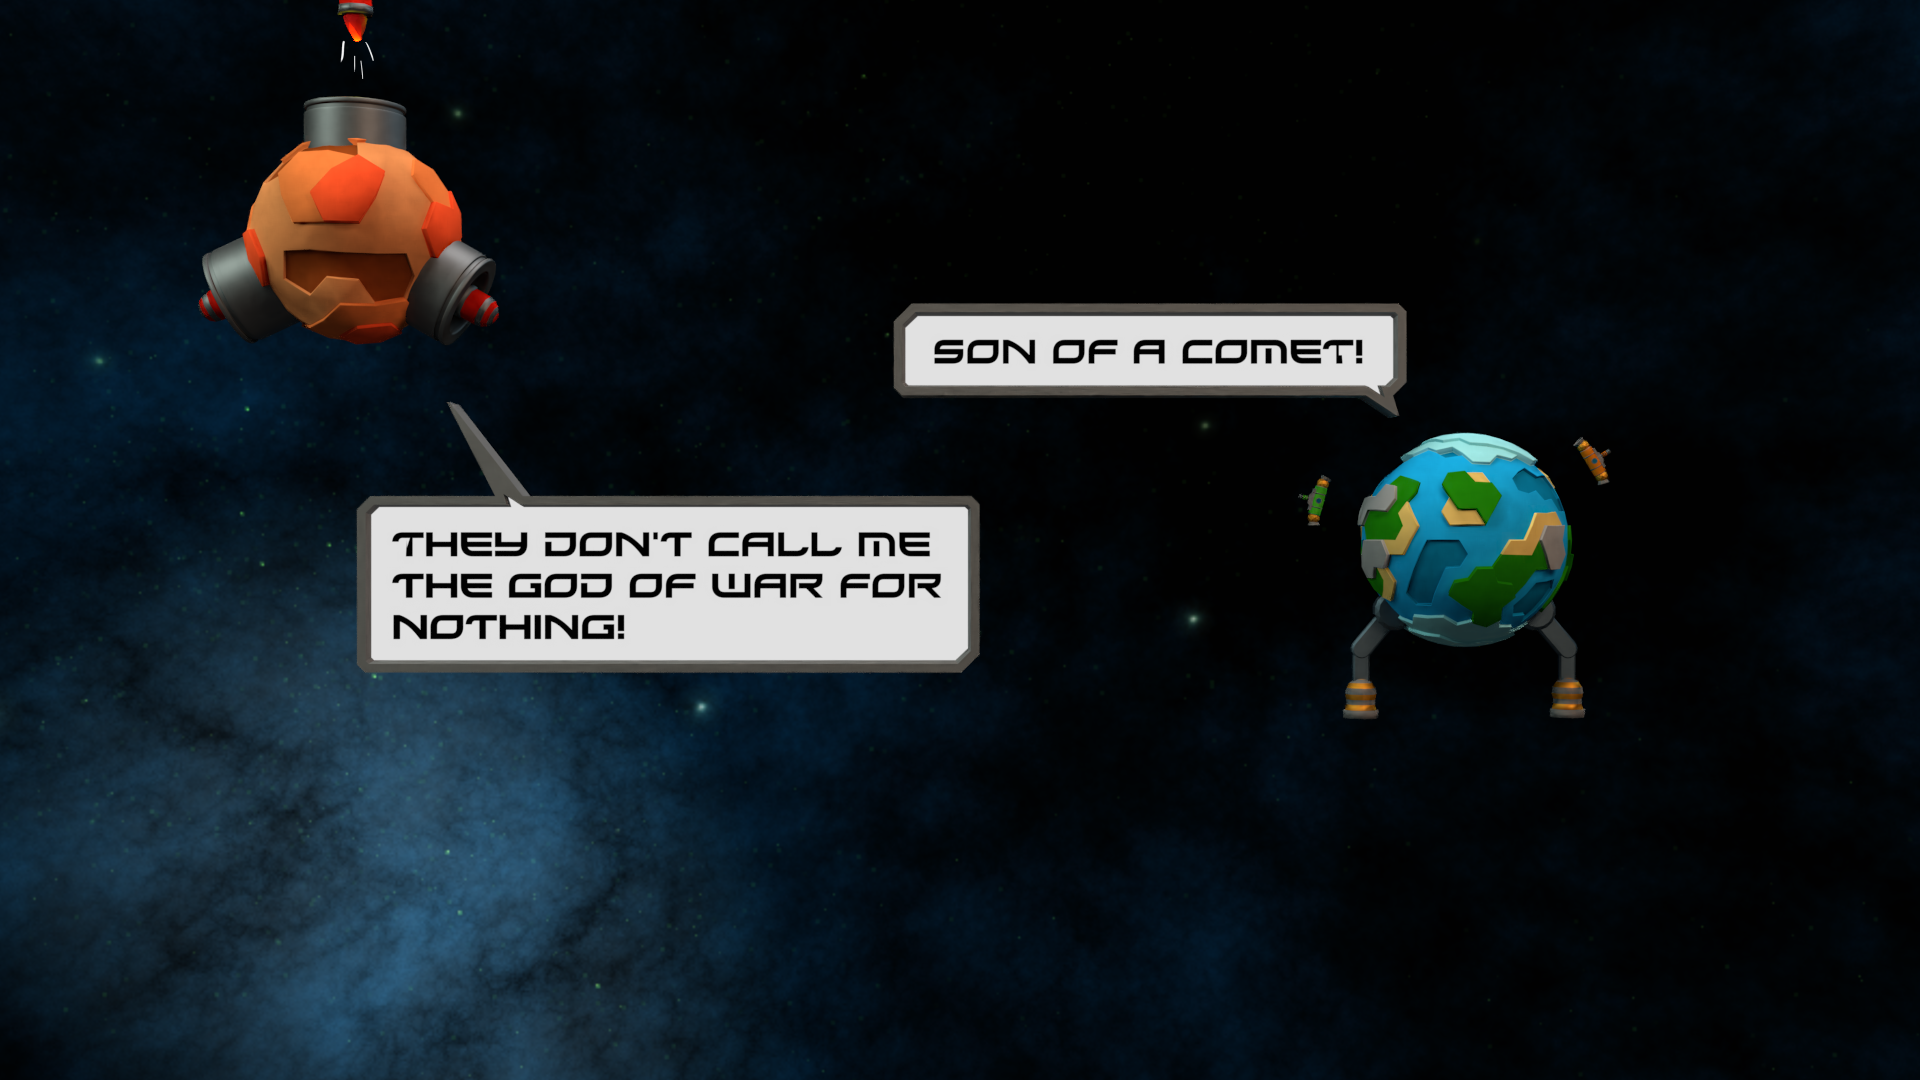 SON OF A COMET!
THEY DON'T CALL ME
THE GOD OF WAR FOR
NOTHING!